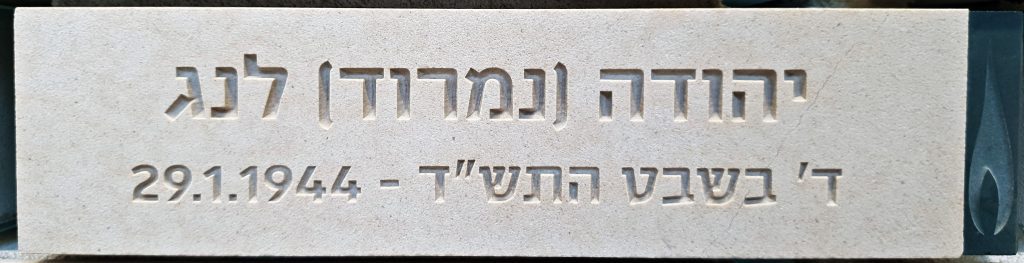 יהודה (נמרוד) לנג
ד' בשבט התש"ד - 29.1.1944